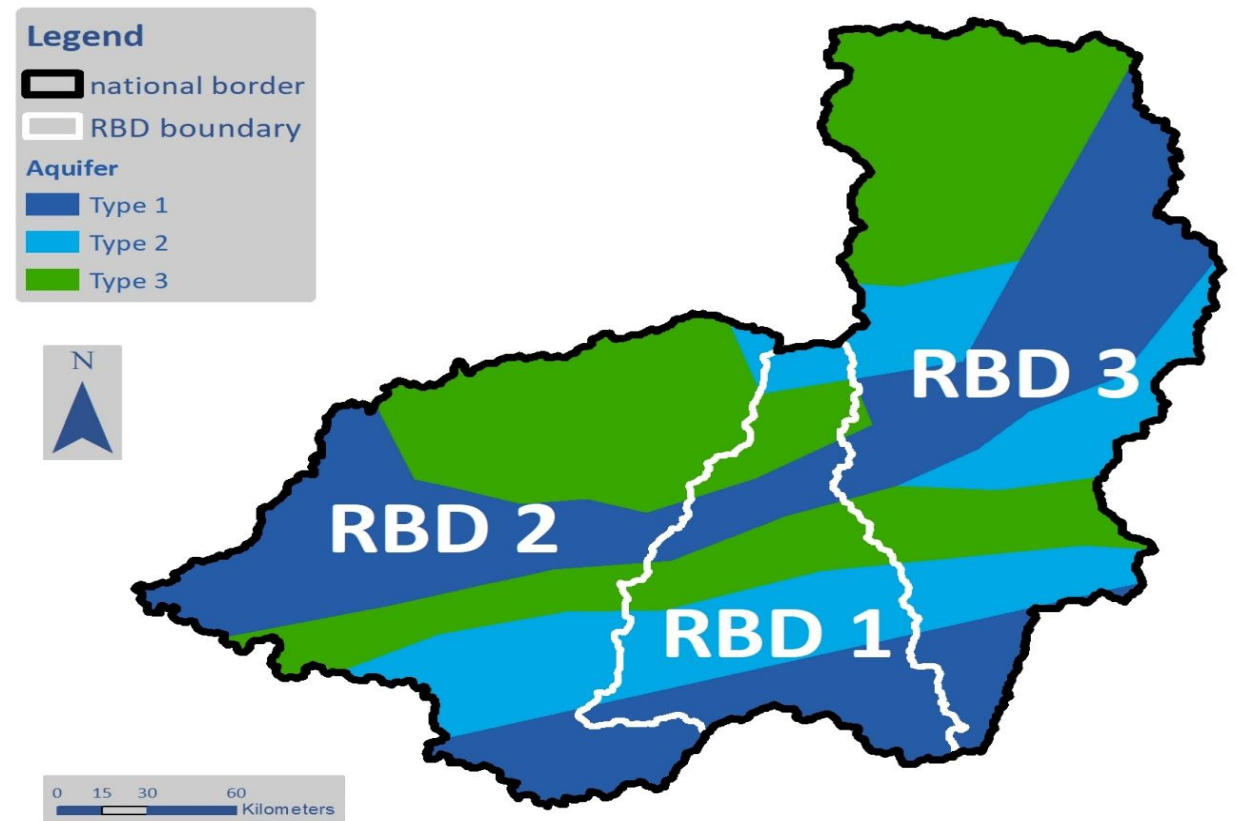 Legend
national border
RBD boundary
Aquifer
Type 1
Type 2
Type 3
N
RBD 3
RBD 2
RBD 1
0 15 30 60
Kilometers